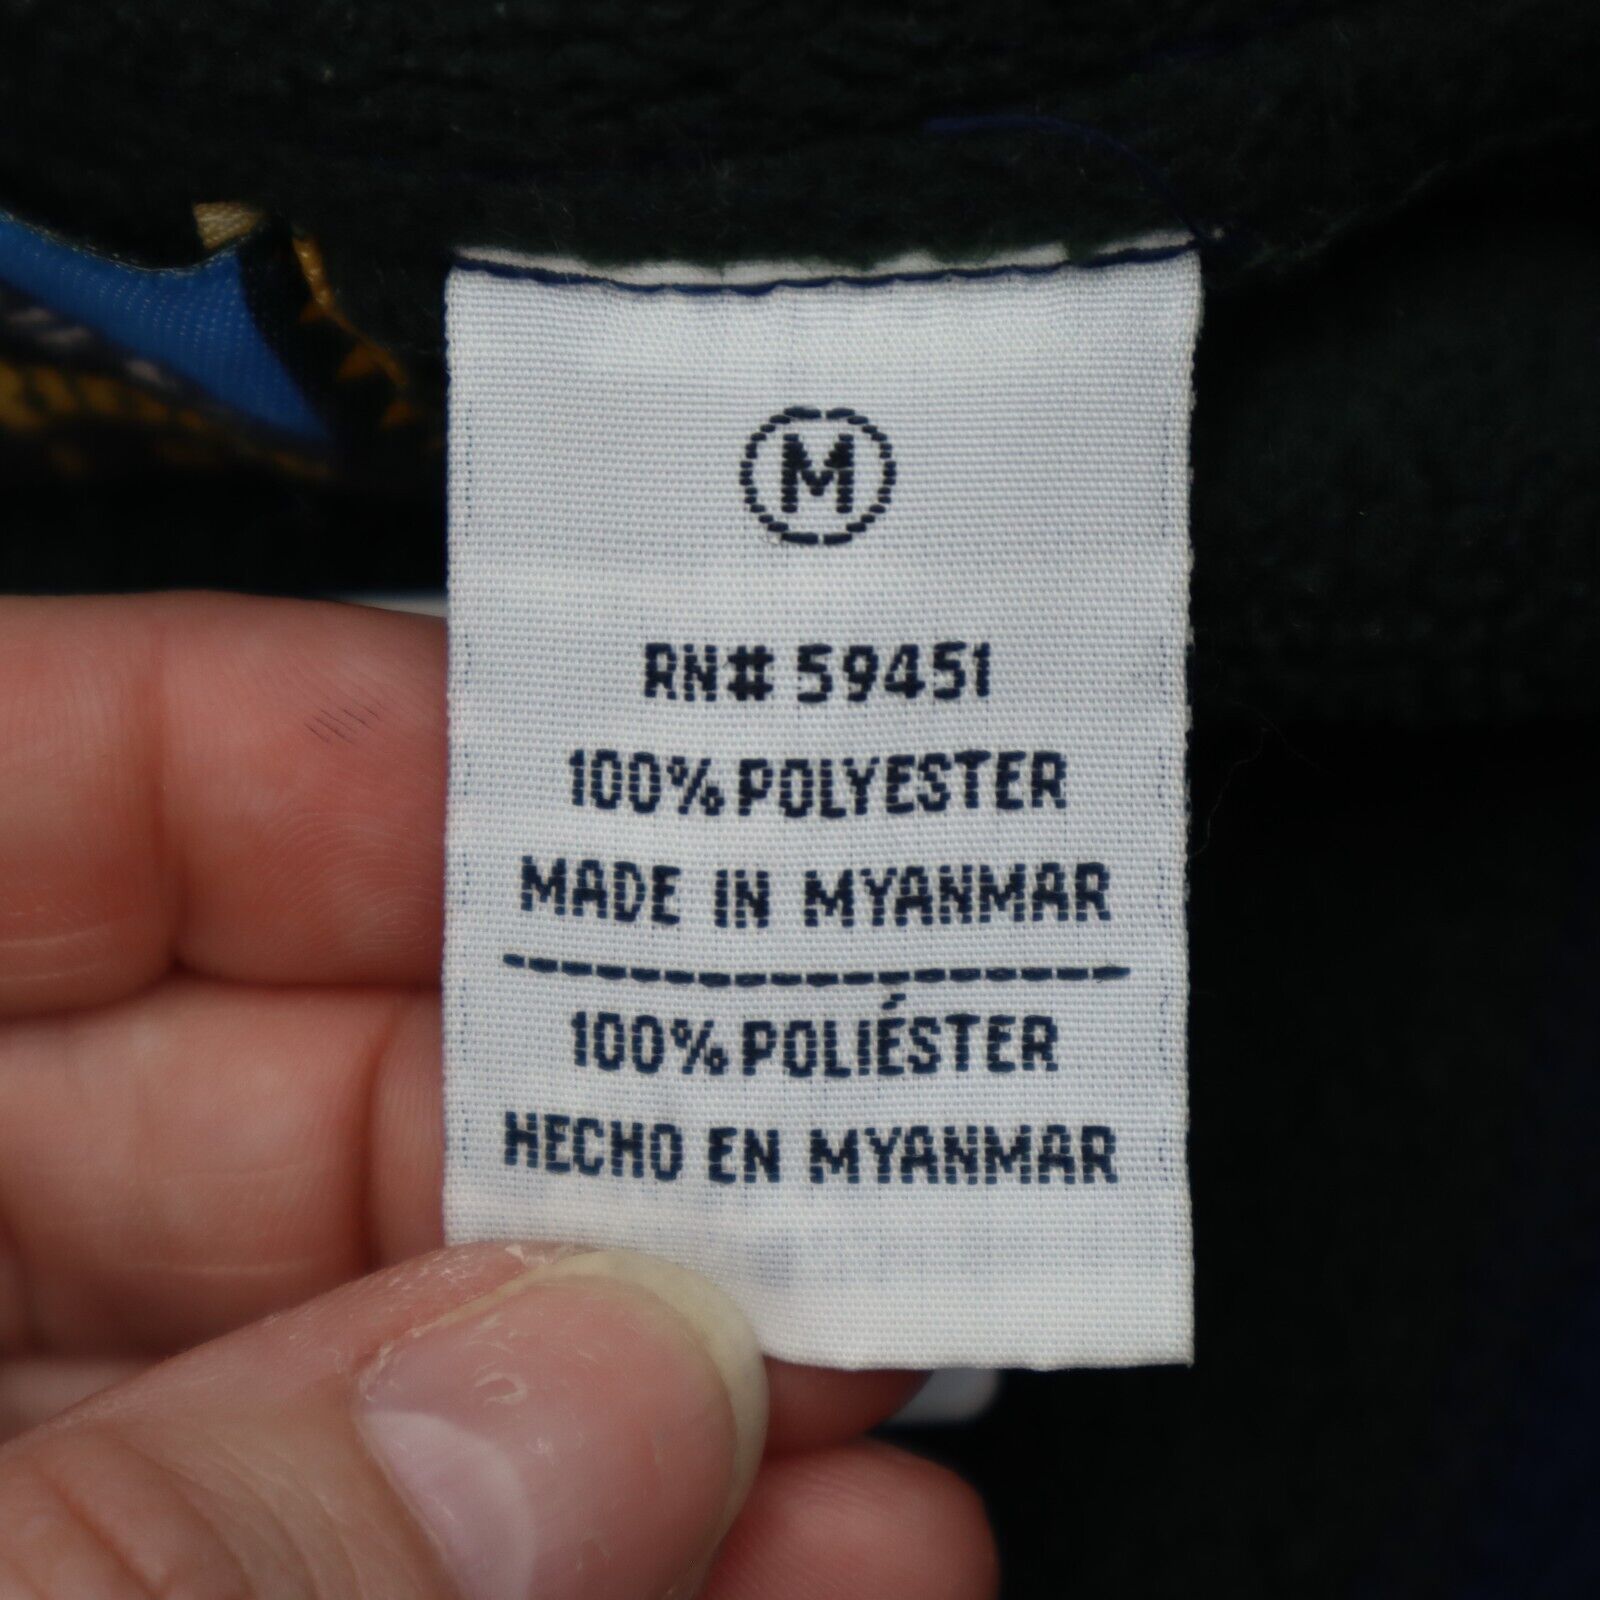 M
RN# 59451
100% POLYESTER
MADE IN MYANMAR
100% POLIÉSTER
HECHO EN MYANMAR